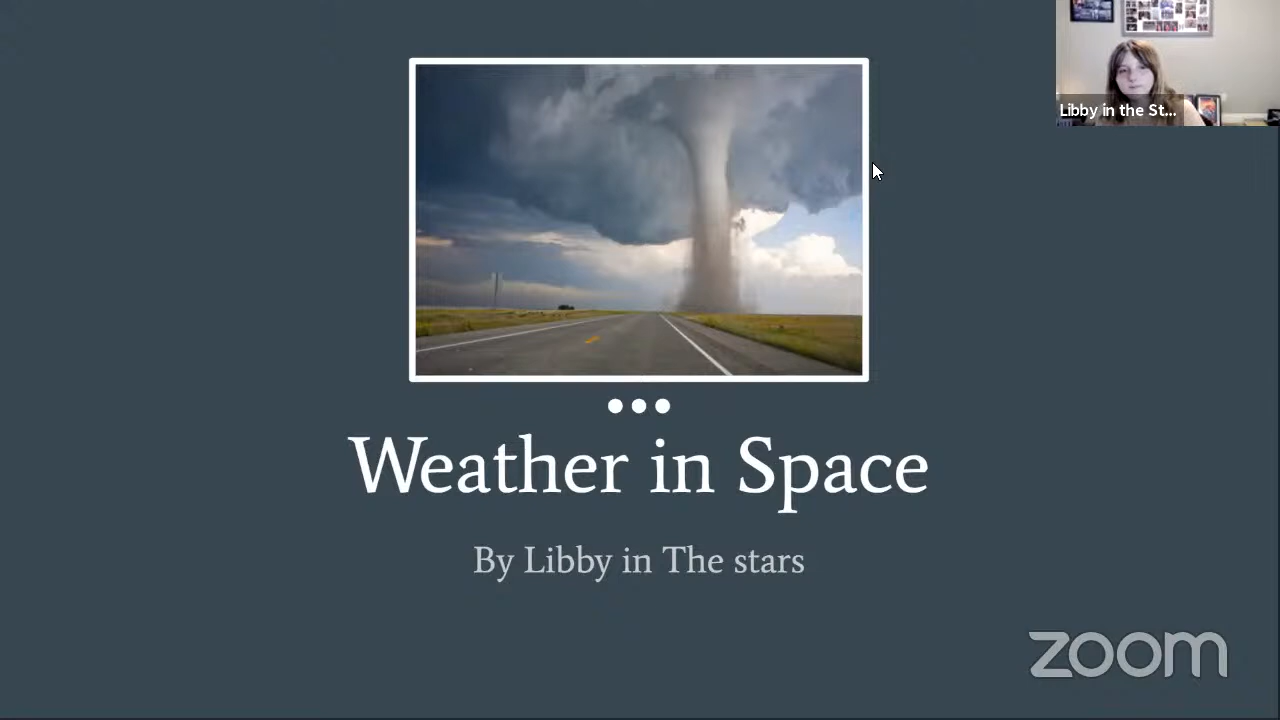 Libby in the St...
Weather in Space
By Libby in The stars
zoom